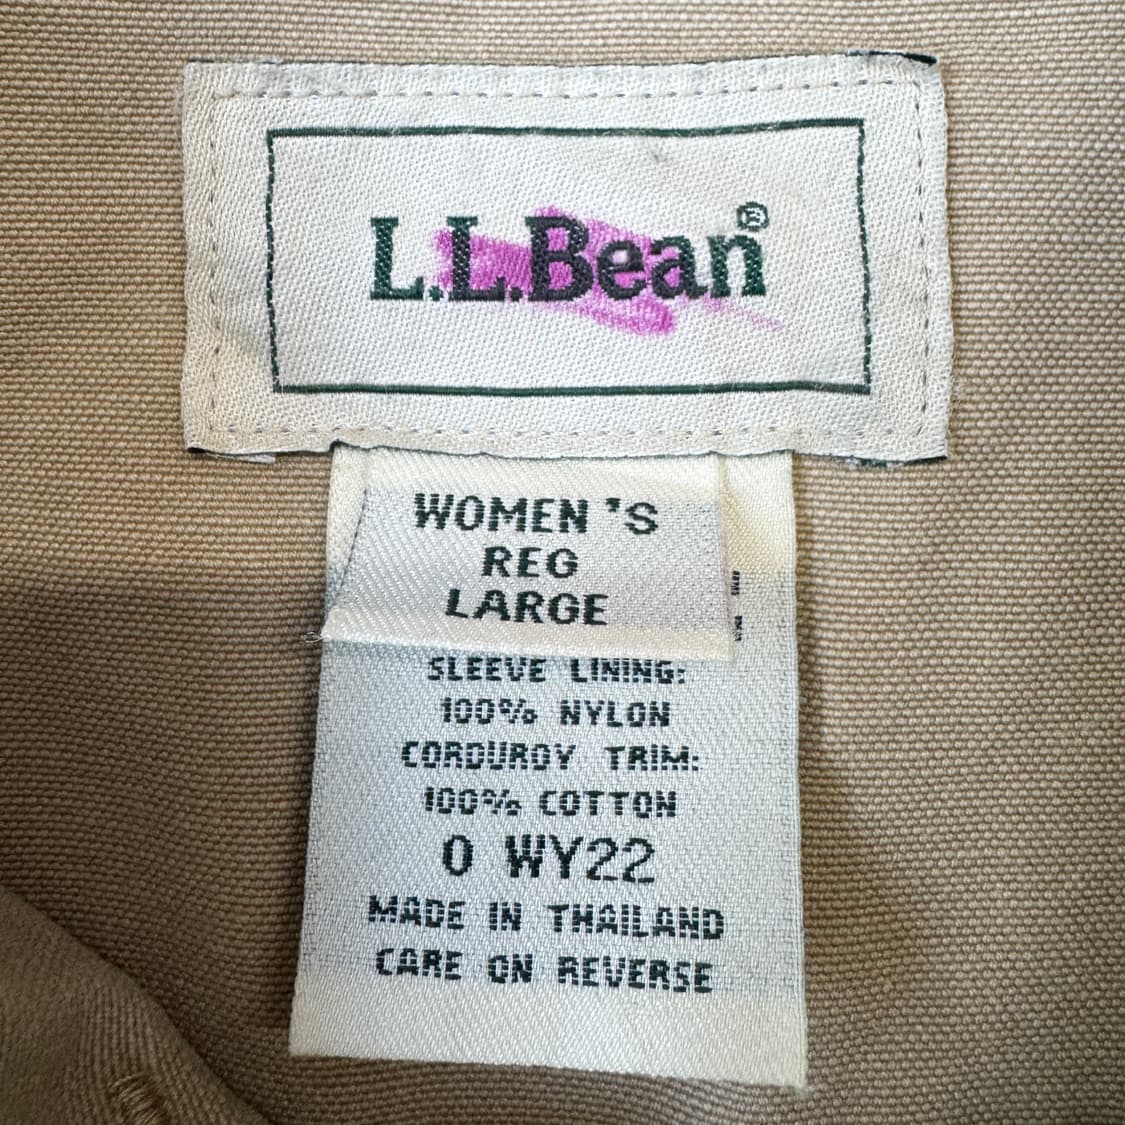 L.L.Bean®
WOMEN'S
REG
LARGE
SLEEVE LINING:
100% NYLON
CORDUROY TRIM:
100% COTTON
0 WY22
MADE IN THAILAND
CARE ON REVERSE